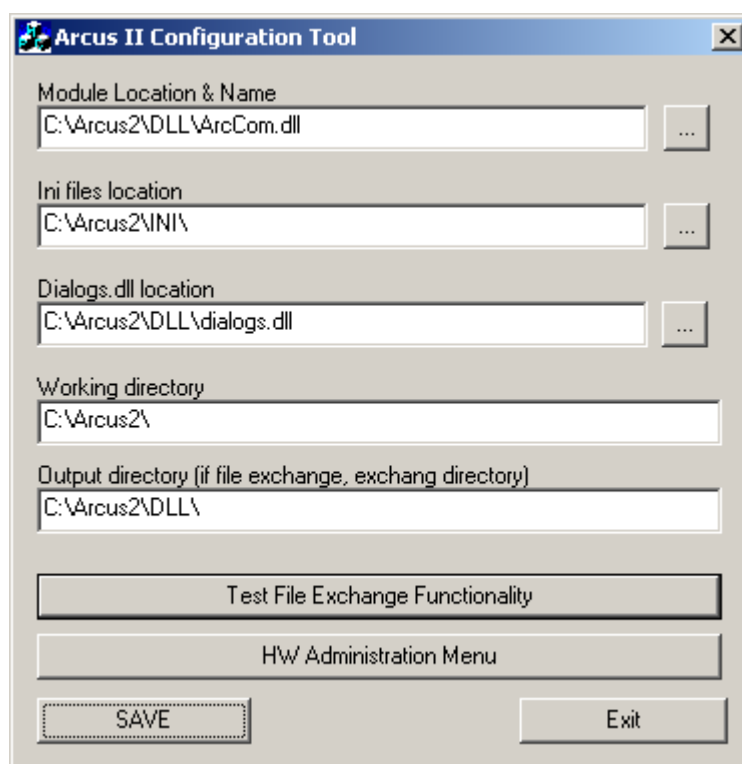 Arcus II Configuration Tool
Module Location & Name
C:\Arcus2\DLL\ArcCom.dll
...
Ini files location
C:\Arcus2\INI\
...
Dialogs.dll location
C:\Arcus2\DLL\dialogs.dll
...
Working directory
C:\Arcus2\
Output directory (if file exchange, exchang directory)
C:\Arcus2\DLL\
Test File Exchange Functionality
HW Administration Menu
SAVE
Exit